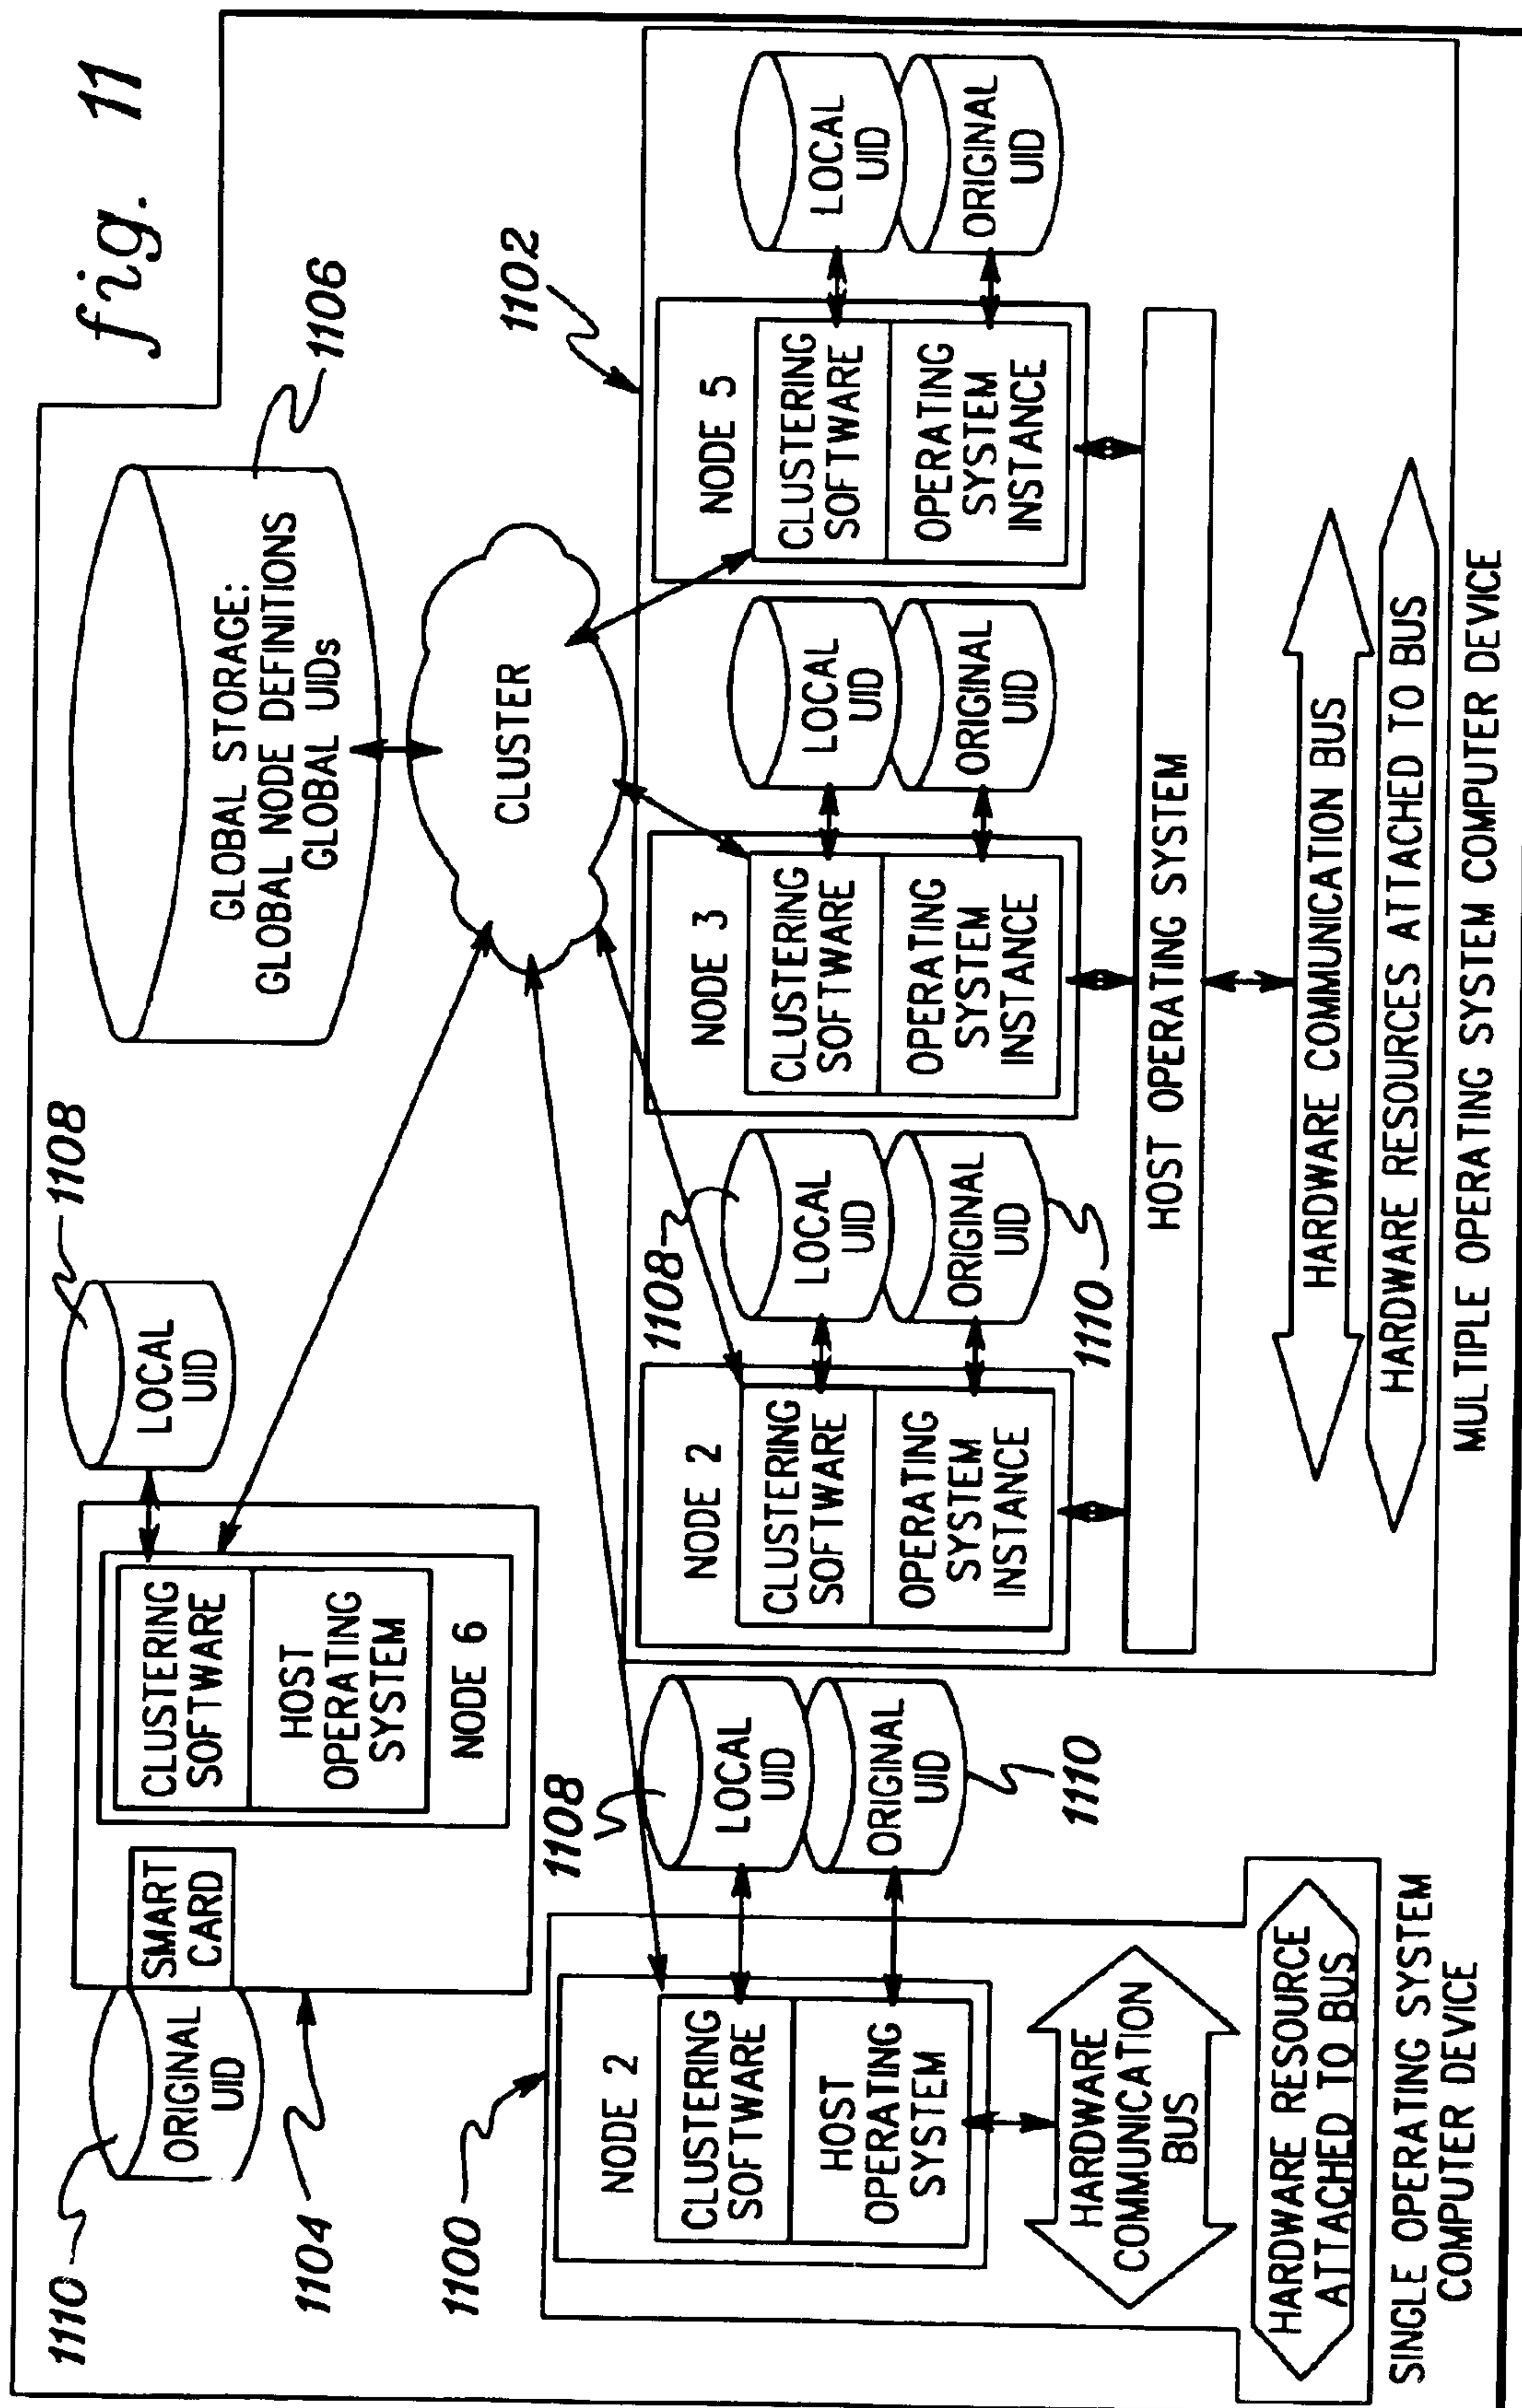 fig. 11
1110
ORIGINAL
UID
SMART
CARD
CLUSTERING
SOFTWARE
HOST
OPERATING
SYSTEM
NODE 6
1104
LOCAL
UID
1108
GLOBAL STORAGE:
GLOBAL NODE DEFINITIONS
GLOBAL UIDs
1106
CLUSTER
1100
NODE 2
CLUSTERING
SOFTWARE
HOST
OPERATING
SYSTEM
1108
LOCAL
UID
ORIGINAL
UID
1110
HARDWARE
COMMUNICATION
BUS
HARDWARE RESOURCE
ATTACHED TO BUS
SINGLE OPERATING SYSTEM
COMPUTER DEVICE
1102
NODE 2
CLUSTERING
SOFTWARE
OPERATING
SYSTEM
INSTANCE
1108
LOCAL
UID
ORIGINAL
UID
1110
NODE 3
CLUSTERING
SOFTWARE
OPERATING
SYSTEM
INSTANCE
LOCAL
UID
ORIGINAL
UID
NODE 5
CLUSTERING
SOFTWARE
OPERATING
SYSTEM
INSTANCE
LOCAL
UID
ORIGINAL
UID
HOST OPERATING SYSTEM
HARDWARE COMMUNICATION BUS
HARDWARE RESOURCES ATTACHED TO BUS
MULTIPLE OPERATING SYSTEM COMPUTER DEVICE